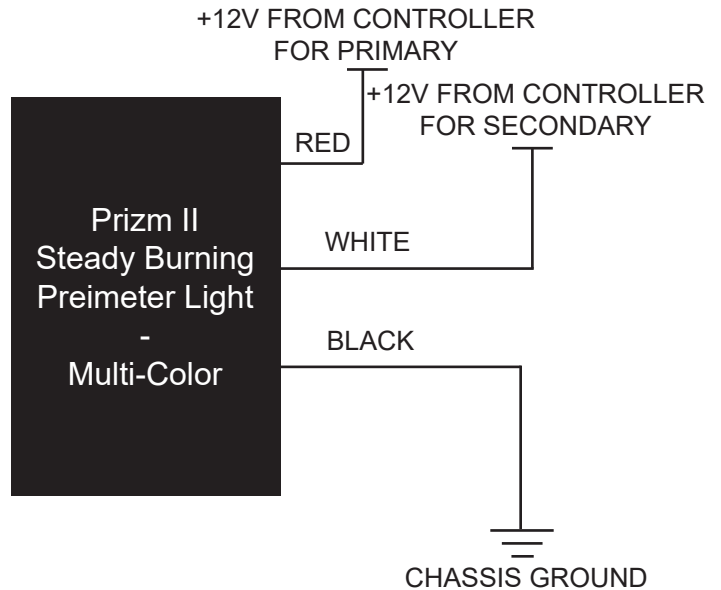 +12V FROM CONTROLLER
FOR PRIMARY
+12V FROM CONTROLLER
FOR SECONDARY
RED
WHITE
BLACK
Prizm II
Steady Burning
Preimeter Light
-
Multi-Color
CHASSIS GROUND